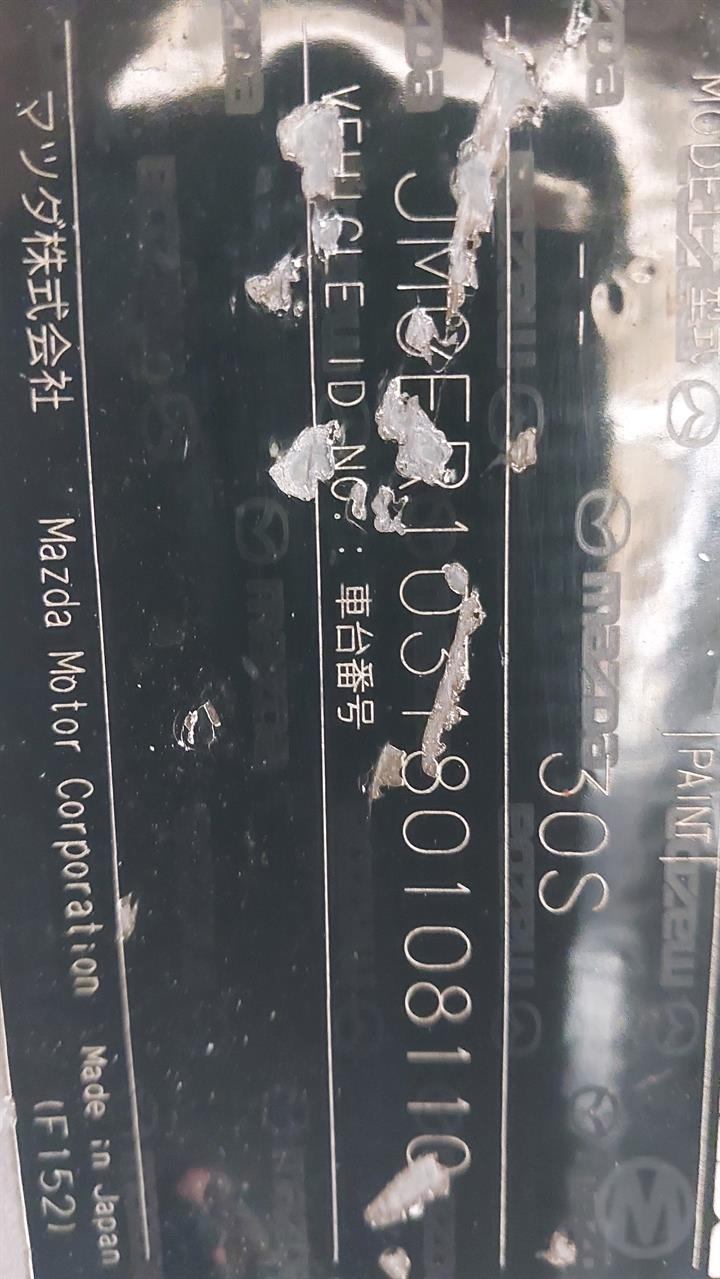 MODEL 型式 |PAINT|
-- 30S
JM0ER103180108110
VEHICLE ID NO.: 車台番号
マツダ株式会社 Mazda Motor Corporation Made in Japan
(F152)